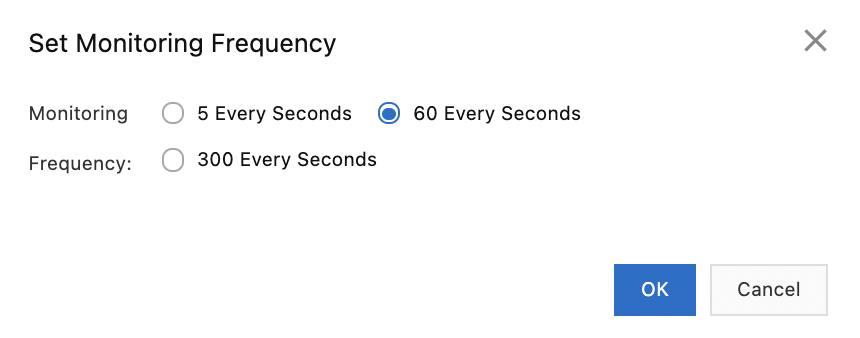 Set Monitoring Frequency
Monitoring 5 Every Seconds 60 Every Seconds
Frequency: 300 Every Seconds
OK Cancel